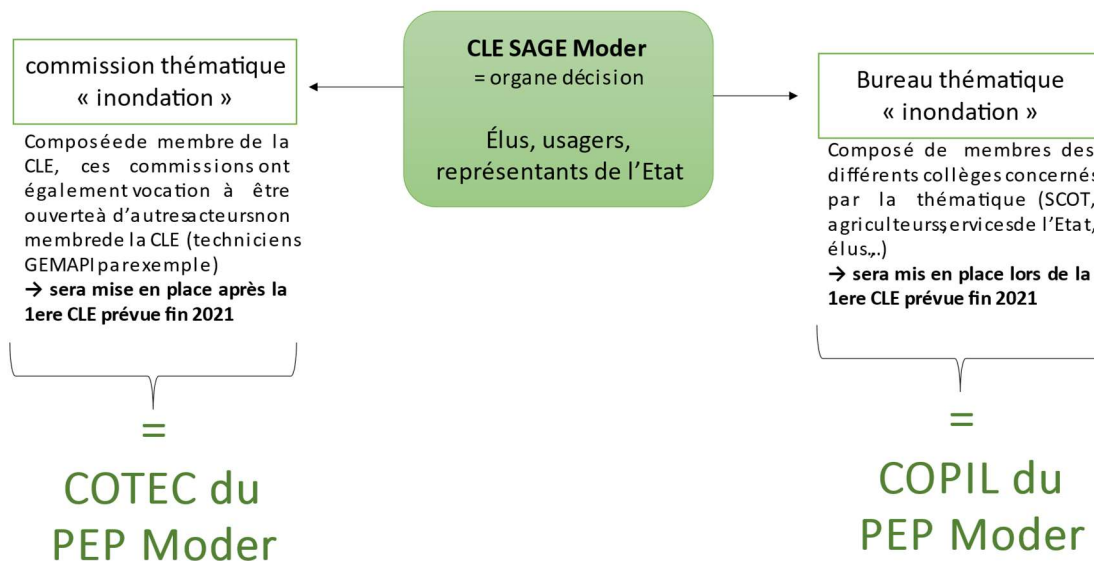 CLE SAGE Moder
= organe décision
Élus, usagers,
représentants de l'Etat
commission thématique
« inondation »
Composéede membre de la
CLE, ces commissions ont
également vocation à être
ouverteà d'autresacteursnon
membrede la CLE (techniciens
GEMAPI parexemple)
→ sera mise en place après la
1ere CLE prévue fin 2021
=
COTEC du
PEP Moder
Bureau thématique
« inondation »
Composé de membres des
différents collèges concernés
par la thématique (SCOT,
agriculteurs,servicesde l'Etat,
élus,..)
→ sera mis en place lors de la
1ere CLE prévue fin 2021
=
COPIL du
PEP Moder